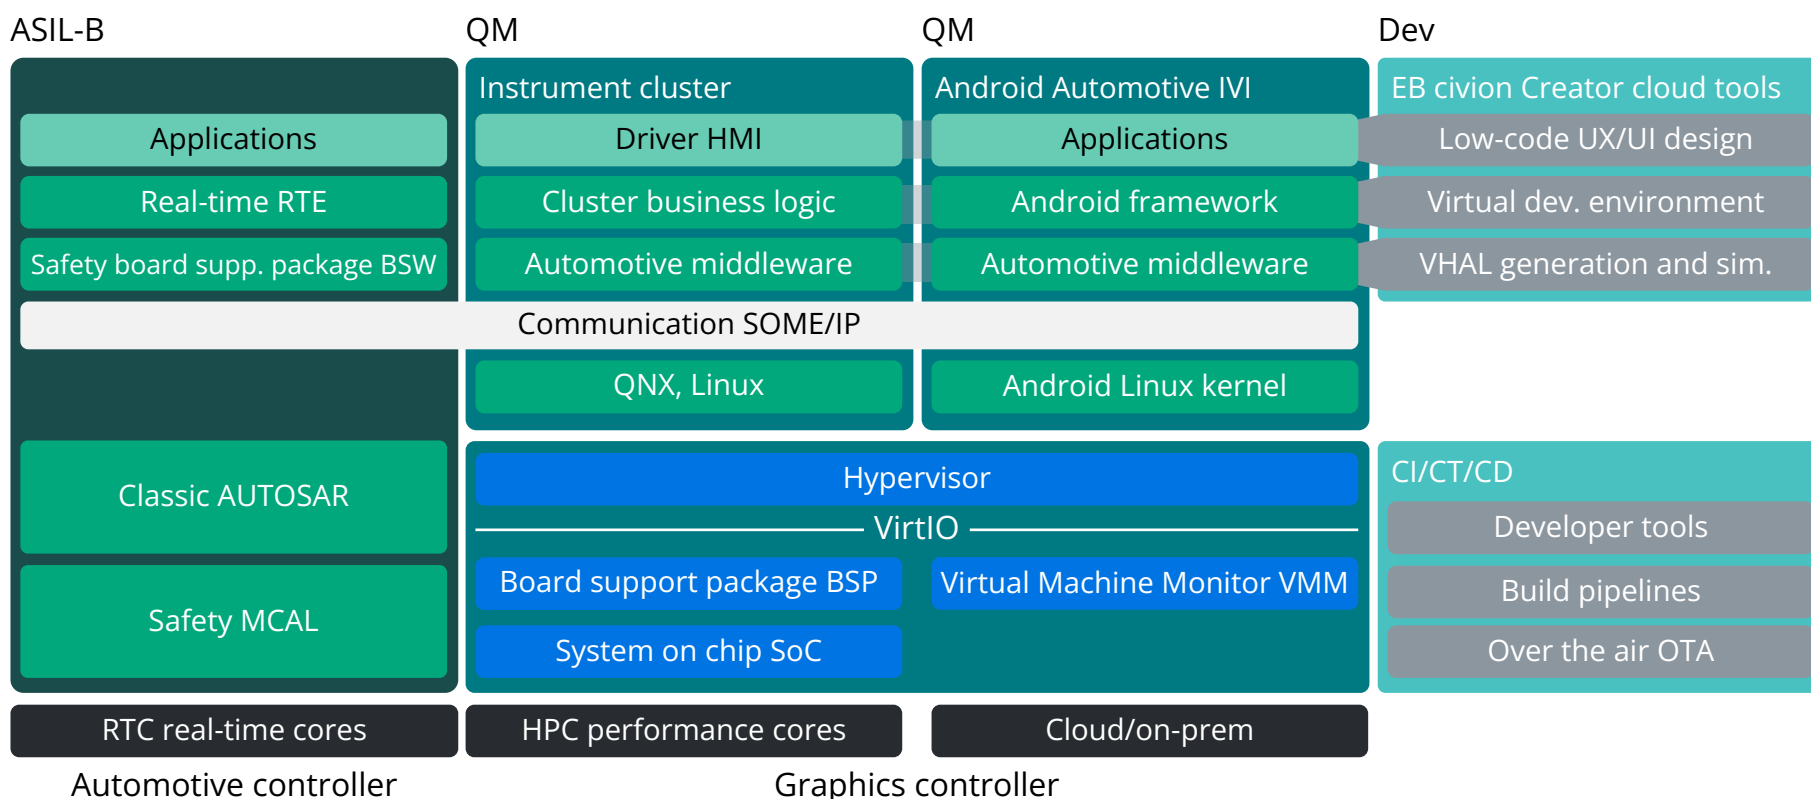 ASIL-B
QM
QM
Dev
Instrument cluster
Android Automotive IVI
EB civion Creator cloud tools
Applications
Driver HMI
Applications
Low-code UX/UI design
Real-time RTE
Cluster business logic
Android framework
Virtual dev. environment
Safety board supp. package BSW
Automotive middleware
Automotive middleware
VHAL generation and sim.
Communication SOME/IP
QNX, Linux
Android Linux kernel
Classic AUTOSAR
Hypervisor
CI/CT/CD
VirtIO
Developer tools
Board support package BSP
Virtual Machine Monitor VMM
Build pipelines
Safety MCAL
System on chip SoC
Over the air OTA
RTC real-time cores
HPC performance cores
Cloud/on-prem
Automotive controller
Graphics controller